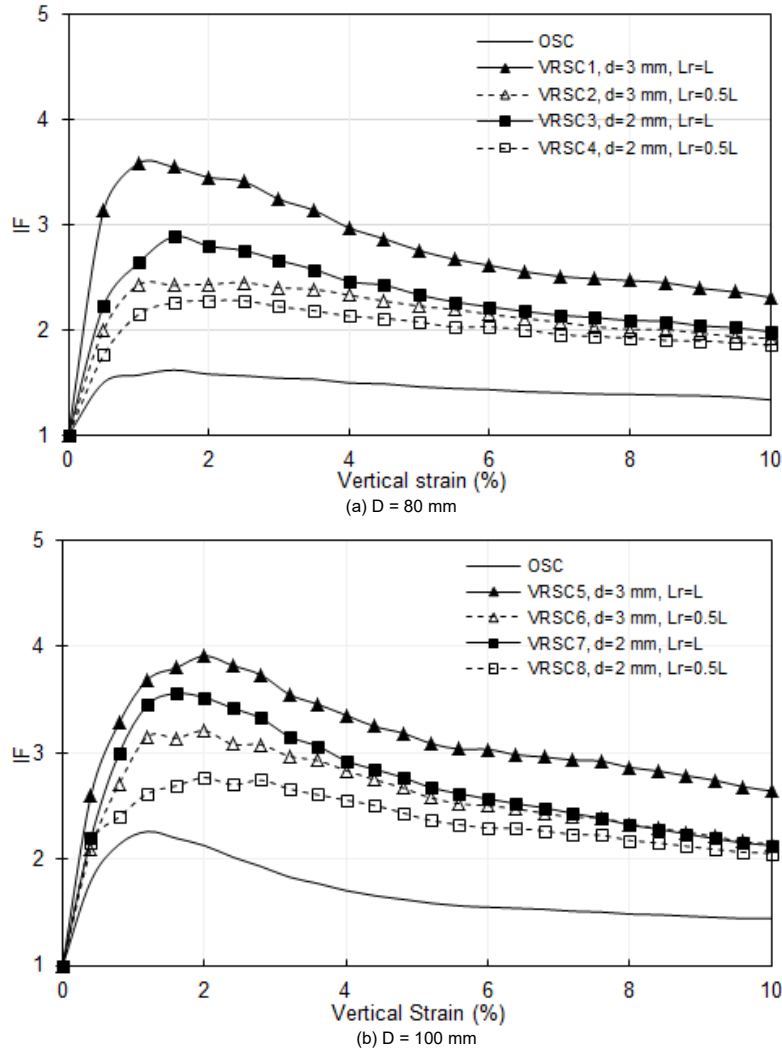 5
4
3
2
1
IF
OSC
VRSC1, d=3 mm, Lr=L
VRSC2, d=3 mm, Lr=0.5L
VRSC3, d=2 mm, Lr=L
VRSC4, d=2 mm, Lr=0.5L
0 2 4 6 8 10
Vertical strain (%)
(a) D = 80 mm
5
4
3
2
1
IF
OSC
VRSC5, d=3 mm, Lr=L
VRSC6, d=3 mm, Lr=0.5L
VRSC7, d=2 mm, Lr=L
VRSC8, d=2 mm, Lr=0.5L
0 2 4 6 8 10
Vertical Strain (%)
(b) D = 100 mm